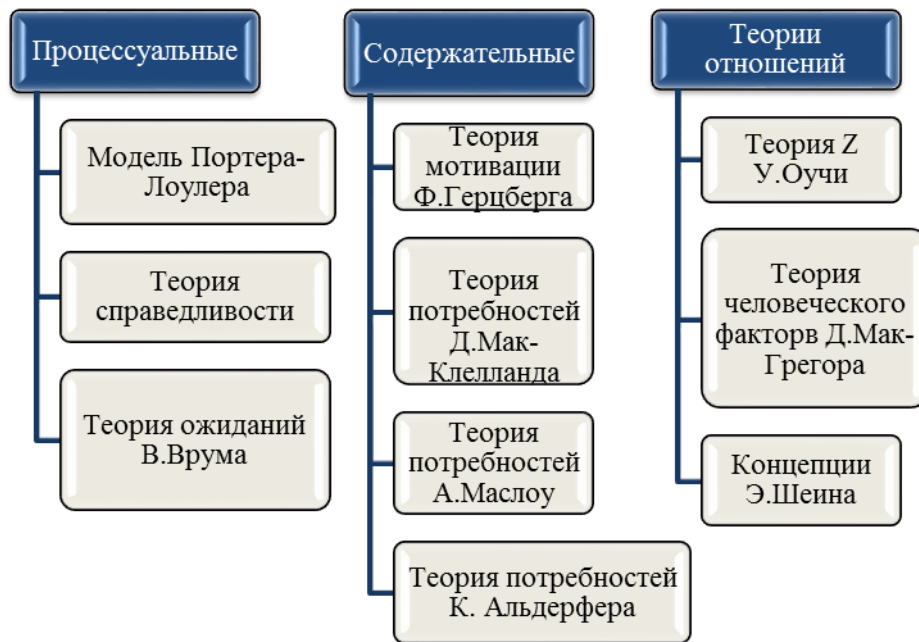 Процессуальные
Модель Портера-
Лоулера
Теория
справедливости
Теория ожиданий
В.Врума
Содержательные
Теория
мотивации
Ф.Герцберга
Теория
потребностей
Д.Мак-
Клелланда
Теория
потребностей
А.Маслоу
Теория потребностей
К. Альдерфера
Теории
отношений
Теория Z
У.Оучи
Теория
человеческого
факторв Д.Мак-
Грегора
Концепции
Э.Шеина